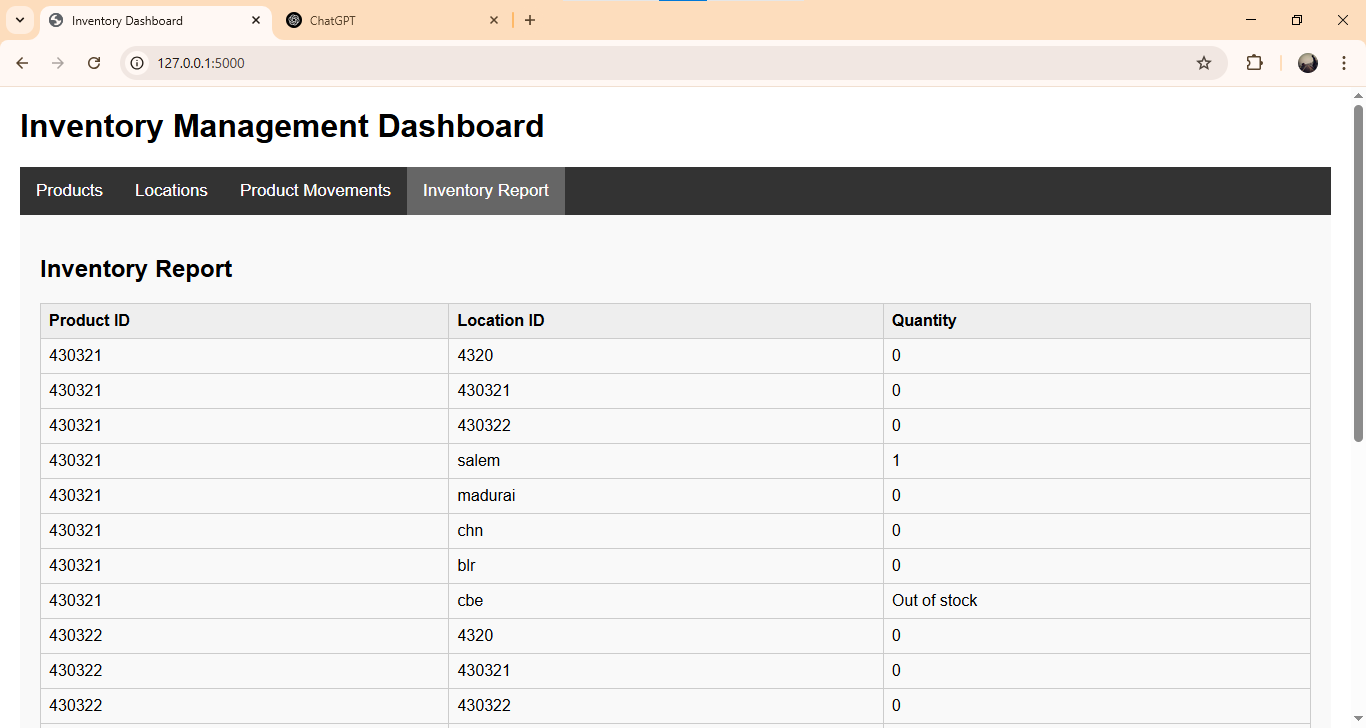 Inventory Dashboard
ChatGPT
127.0.0.1:5000
Inventory Management Dashboard
Products Locations Product Movements Inventory Report
Inventory Report
Product ID Location ID Quantity
430321 4320 0
430321 430321 0
430321 430322 0
430321 salem 1
430321 madurai 0
430321 chn 0
430321 blr 0
430321 cbe Out of stock
430322 4320 0
430322 430321 0
430322 430322 0